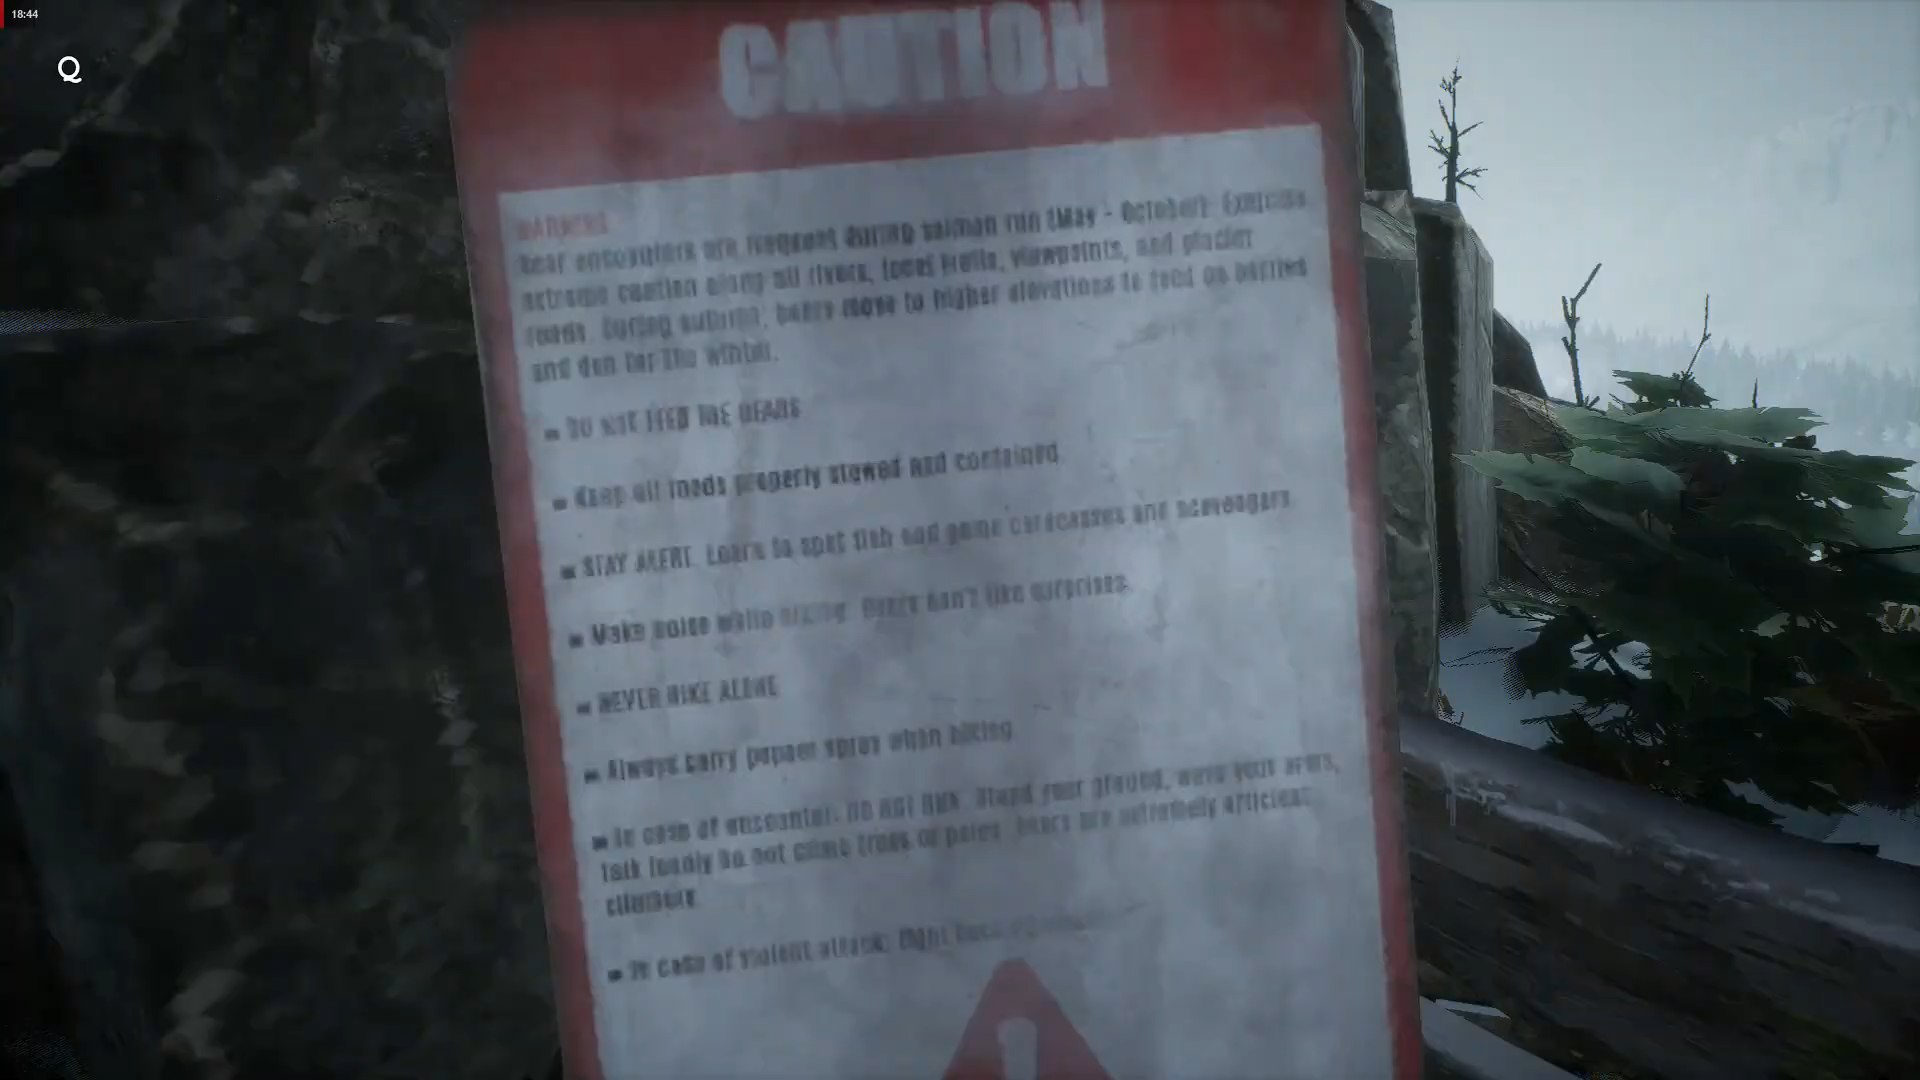 18:44
Q
CAUTION
WARNING
Bear encounters are frequent during salmon run (May - October). Exercise
extreme caution along all rivers, local trails, viewpoints, and glacier
roads. During autumn, bears move to higher elevations to feed on berries
and den for the winter.
DO NOT FEED THE BEARS
Keep all foods properly stowed and contained
STAY ALERT. Learn to spot fish and game carcasses and scavengers
Make noise while hiking. Bears don't like surprises.
NEVER HIKE ALONE
Always carry pepper spray when hiking
In case of encounter: DO NOT RUN. Stand your ground, wave your arms,
talk loudly. Do not climb trees or poles. Bears are extremely
climbers
In case of violent attack: fight back